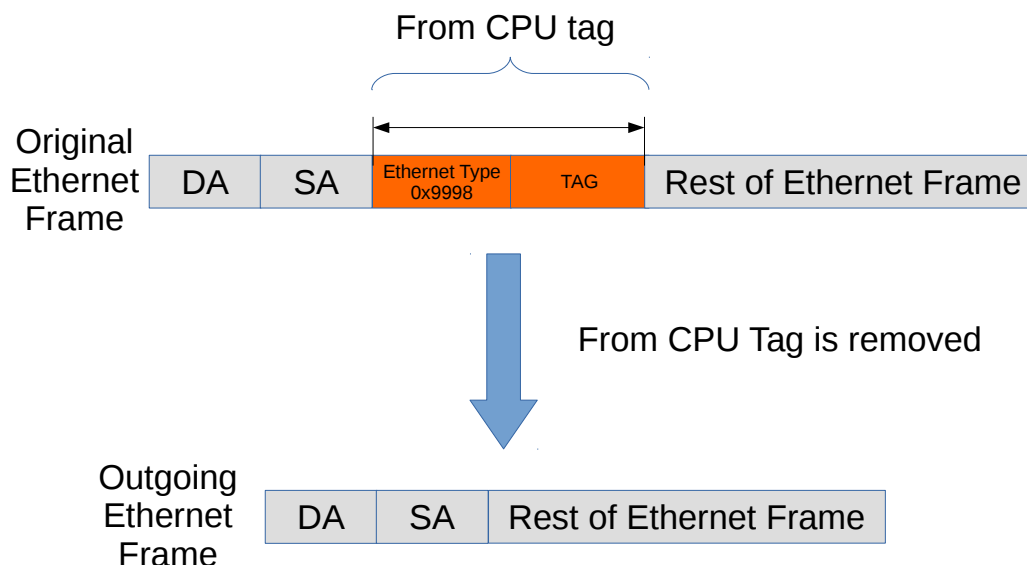 From CPU tag
Original
Ethernet
Frame
DA
SA
Ethernet Type
0x9998
TAG
Rest of Ethernet Frame
From CPU Tag is removed
Outgoing
Ethernet
Frame
DA
SA
Rest of Ethernet Frame